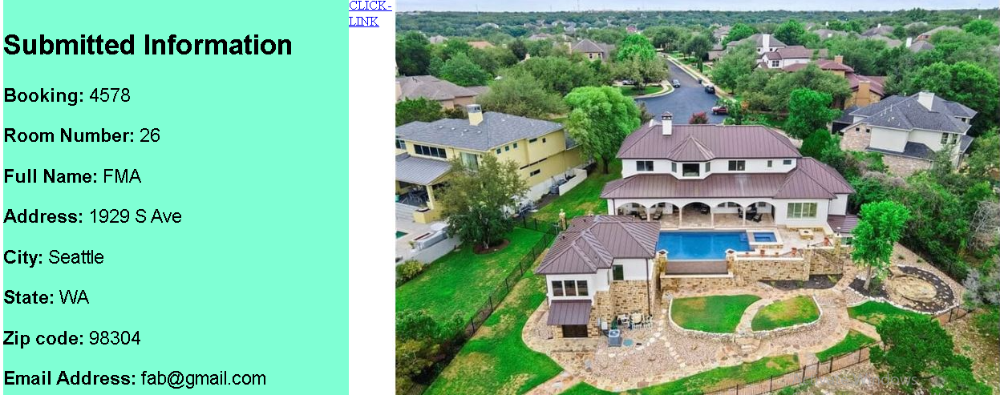 Submitted Information
Booking: 4578
Room Number: 26
Full Name: FMA
Address: 1929 S Ave
City: Seattle
State: WA
Zip code: 98304
Email Address: fab@gmail.com
CLICK-
LINK